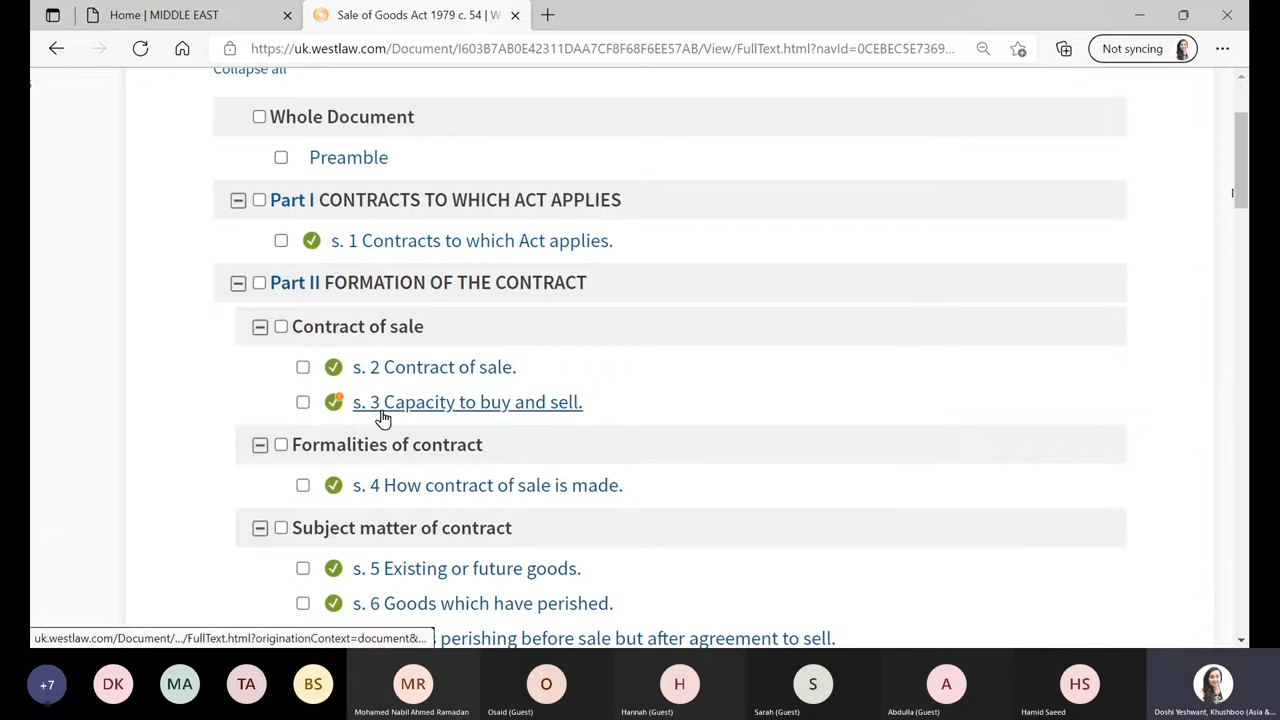 Home | MIDDLE EAST
Sale of Goods Act 1979 c. 54 | W
https://uk.westlaw.com/Document/I603B7AB0E42311DAA7CF8F68F6EE57AB/View/FullText.html?navId=0CEBEC5E7369...
Not syncing
Collapse all
Whole Document
Preamble
Part I CONTRACTS TO WHICH ACT APPLIES
s. 1 Contracts to which Act applies.
Part II FORMATION OF THE CONTRACT
Contract of sale
s. 2 Contract of sale.
s. 3 Capacity to buy and sell.
Formalities of contract
s. 4 How contract of sale is made.
Subject matter of contract
s. 5 Existing or future goods.
s. 6 Goods which have perished.
uk.westlaw.com/Document/.../FullText.html?originationContext=document&...
perishing before sale but after agreement to sell.
+7
DK
MA
TA
BS
MR
O
H
S
A
HS
Mohamed Nabil Ahmed Ramadan
Osaid (Guest)
Hannah (Guest)
Sarah (Guest)
Abdulla (Guest)
Hamid Saeed
Doshi Yeshwant, Khushboo (Asia &...